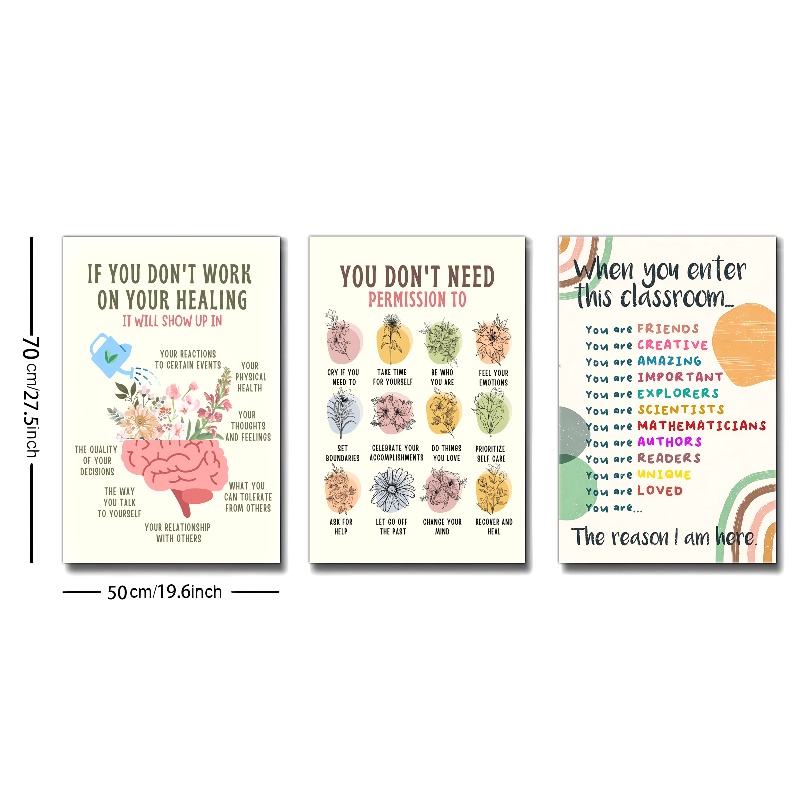 70cm/27.5inch
50cm/19.6inch
IF YOU DON'T WORK
ON YOUR HEALING
IT WILL SHOW UP IN
YOUR REACTIONS
TO CERTAIN EVENTS
YOUR
PHYSICAL
HEALTH
YOUR
THOUGHTS
AND FEELINGS
THE QUALITY
OF YOUR
DECISIONS
THE WAY
YOU TALK
TO YOURSELF
WHAT YOU
CAN TOLERATE
FROM OTHERS
YOUR RELATIONSHIP
WITH OTHERS
YOU DON'T NEED
PERMISSION TO
CRY IF YOU
NEED TO
TAKE TIME
FOR YOURSELF
BE WHO
YOU ARE
FEEL YOUR
EMOTIONS
SET
BOUNDARIES
CELEBRATE YOUR
ACCOMPLISHMENTS
DO THINGS
YOU LOVE
PRIORITIZE
SELF CARE
ASK FOR
HELP
LET GO OFF
THE PAST
CHANGE YOUR
MIND
RECOVER AND
HEAL
When you enter
this classroom...
You are FRIENDS
You are CREATIVE
You are AMAZING
You are IMPORTANT
You are EXPLORERS
You are SCIENTISTS
You are MATHEMATICIANS
You are AUTHORS
You are READERS
You are UNIQUE
You are LOVED
You are...
The reason I am here.